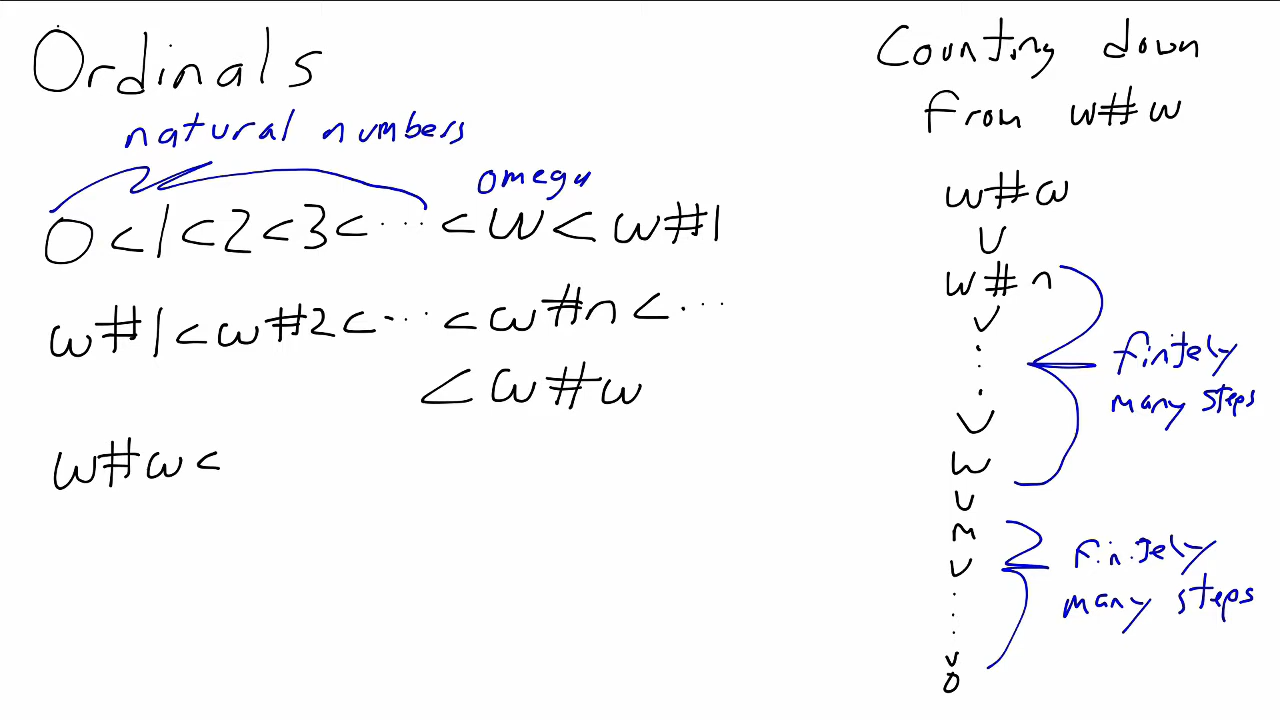 Ordinals
natural numbers
omega
0 < 1 < 2 < 3 < ··· < w < w#1
w#1 < w#2 < ··· < w#n < ···
< w#w
w#w <
Counting down
from w#w
w#w
v
w#n
v
·
·
·
v
w
v
m
v
·
·
·
v
0
fintely
many steps
finitely
many steps